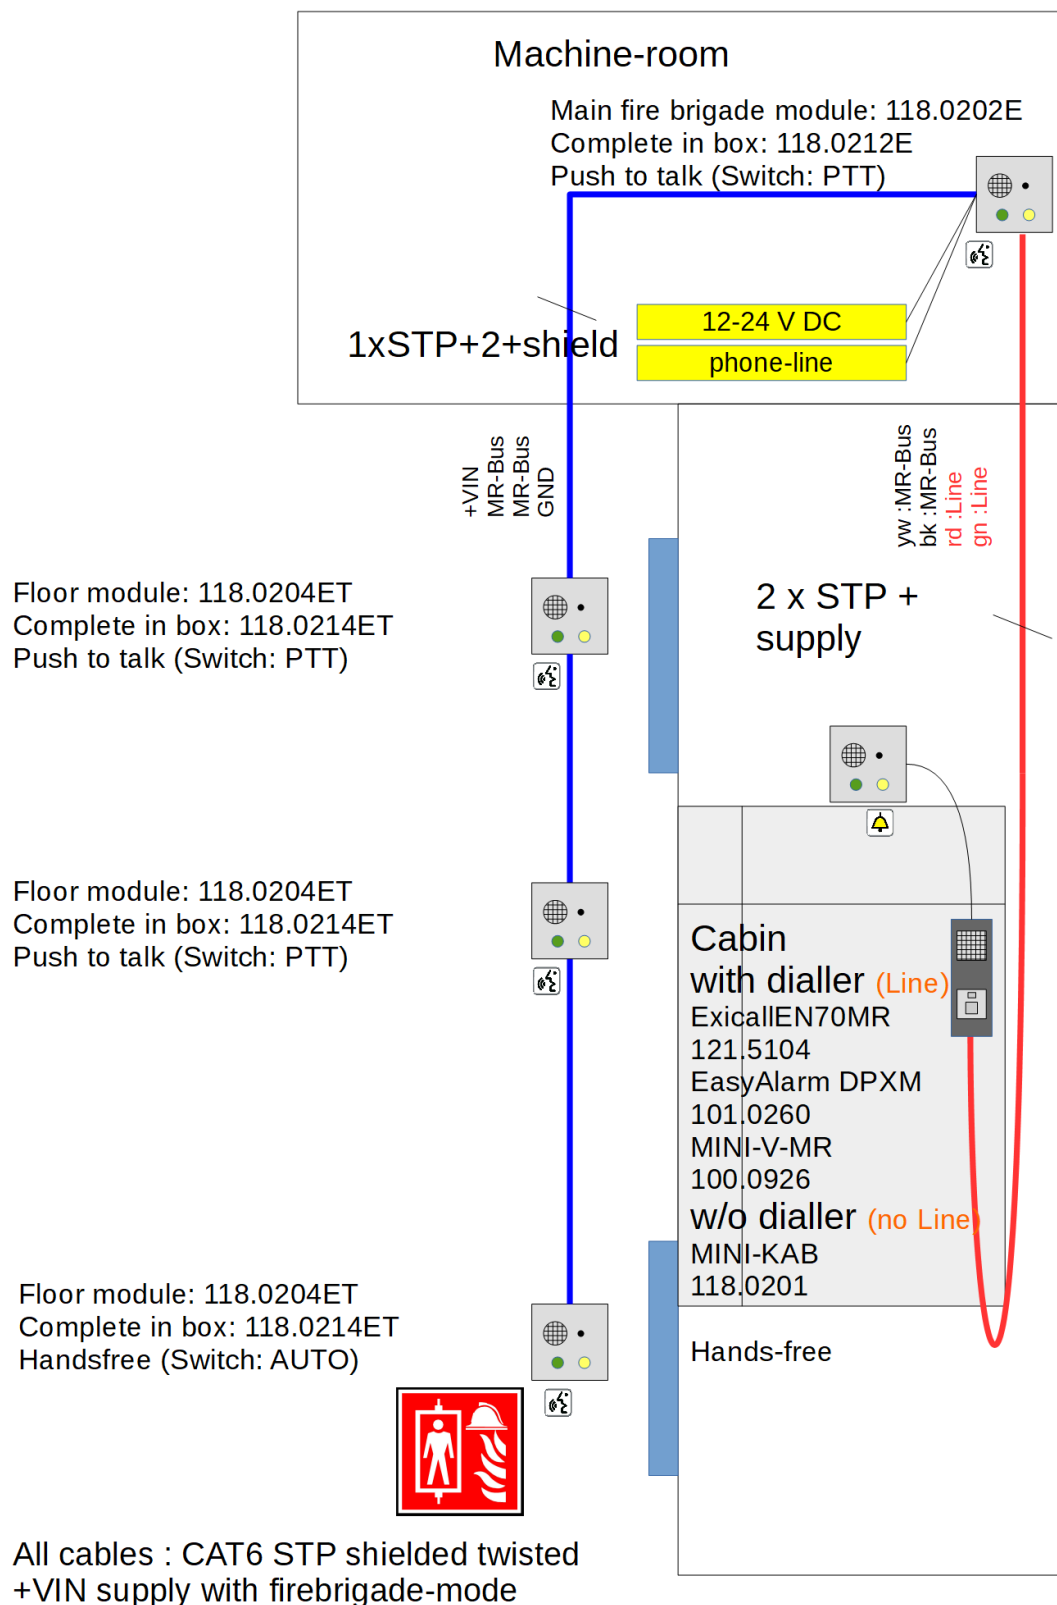 Machine-room
Main fire brigade module: 118.0202E
Complete in box: 118.0212E
Push to talk (Switch: PTT)
12-24 V DC
1xSTP+2+shield
phone-line
+VIN
MR-Bus
MR-Bus
GND
yw :MR-Bus
bk :MR-Bus
rd :Line
gn :Line
Floor module: 118.0204ET
Complete in box: 118.0214ET
Push to talk (Switch: PTT)
2 x STP +
supply
Floor module: 118.0204ET
Complete in box: 118.0214ET
Push to talk (Switch: PTT)
Cabin
with dialler (Line)
ExicallEN70MR
121.5104
EasyAlarm DPXM
101.0260
MINI-V-MR
100.0926
w/o dialler (no Line)
MINI-KAB
118.0201
Floor module: 118.0204ET
Complete in box: 118.0214ET
Handsfree (Switch: AUTO)
Hands-free
All cables : CAT6 STP shielded twisted
+VIN supply with firebrigade-mode